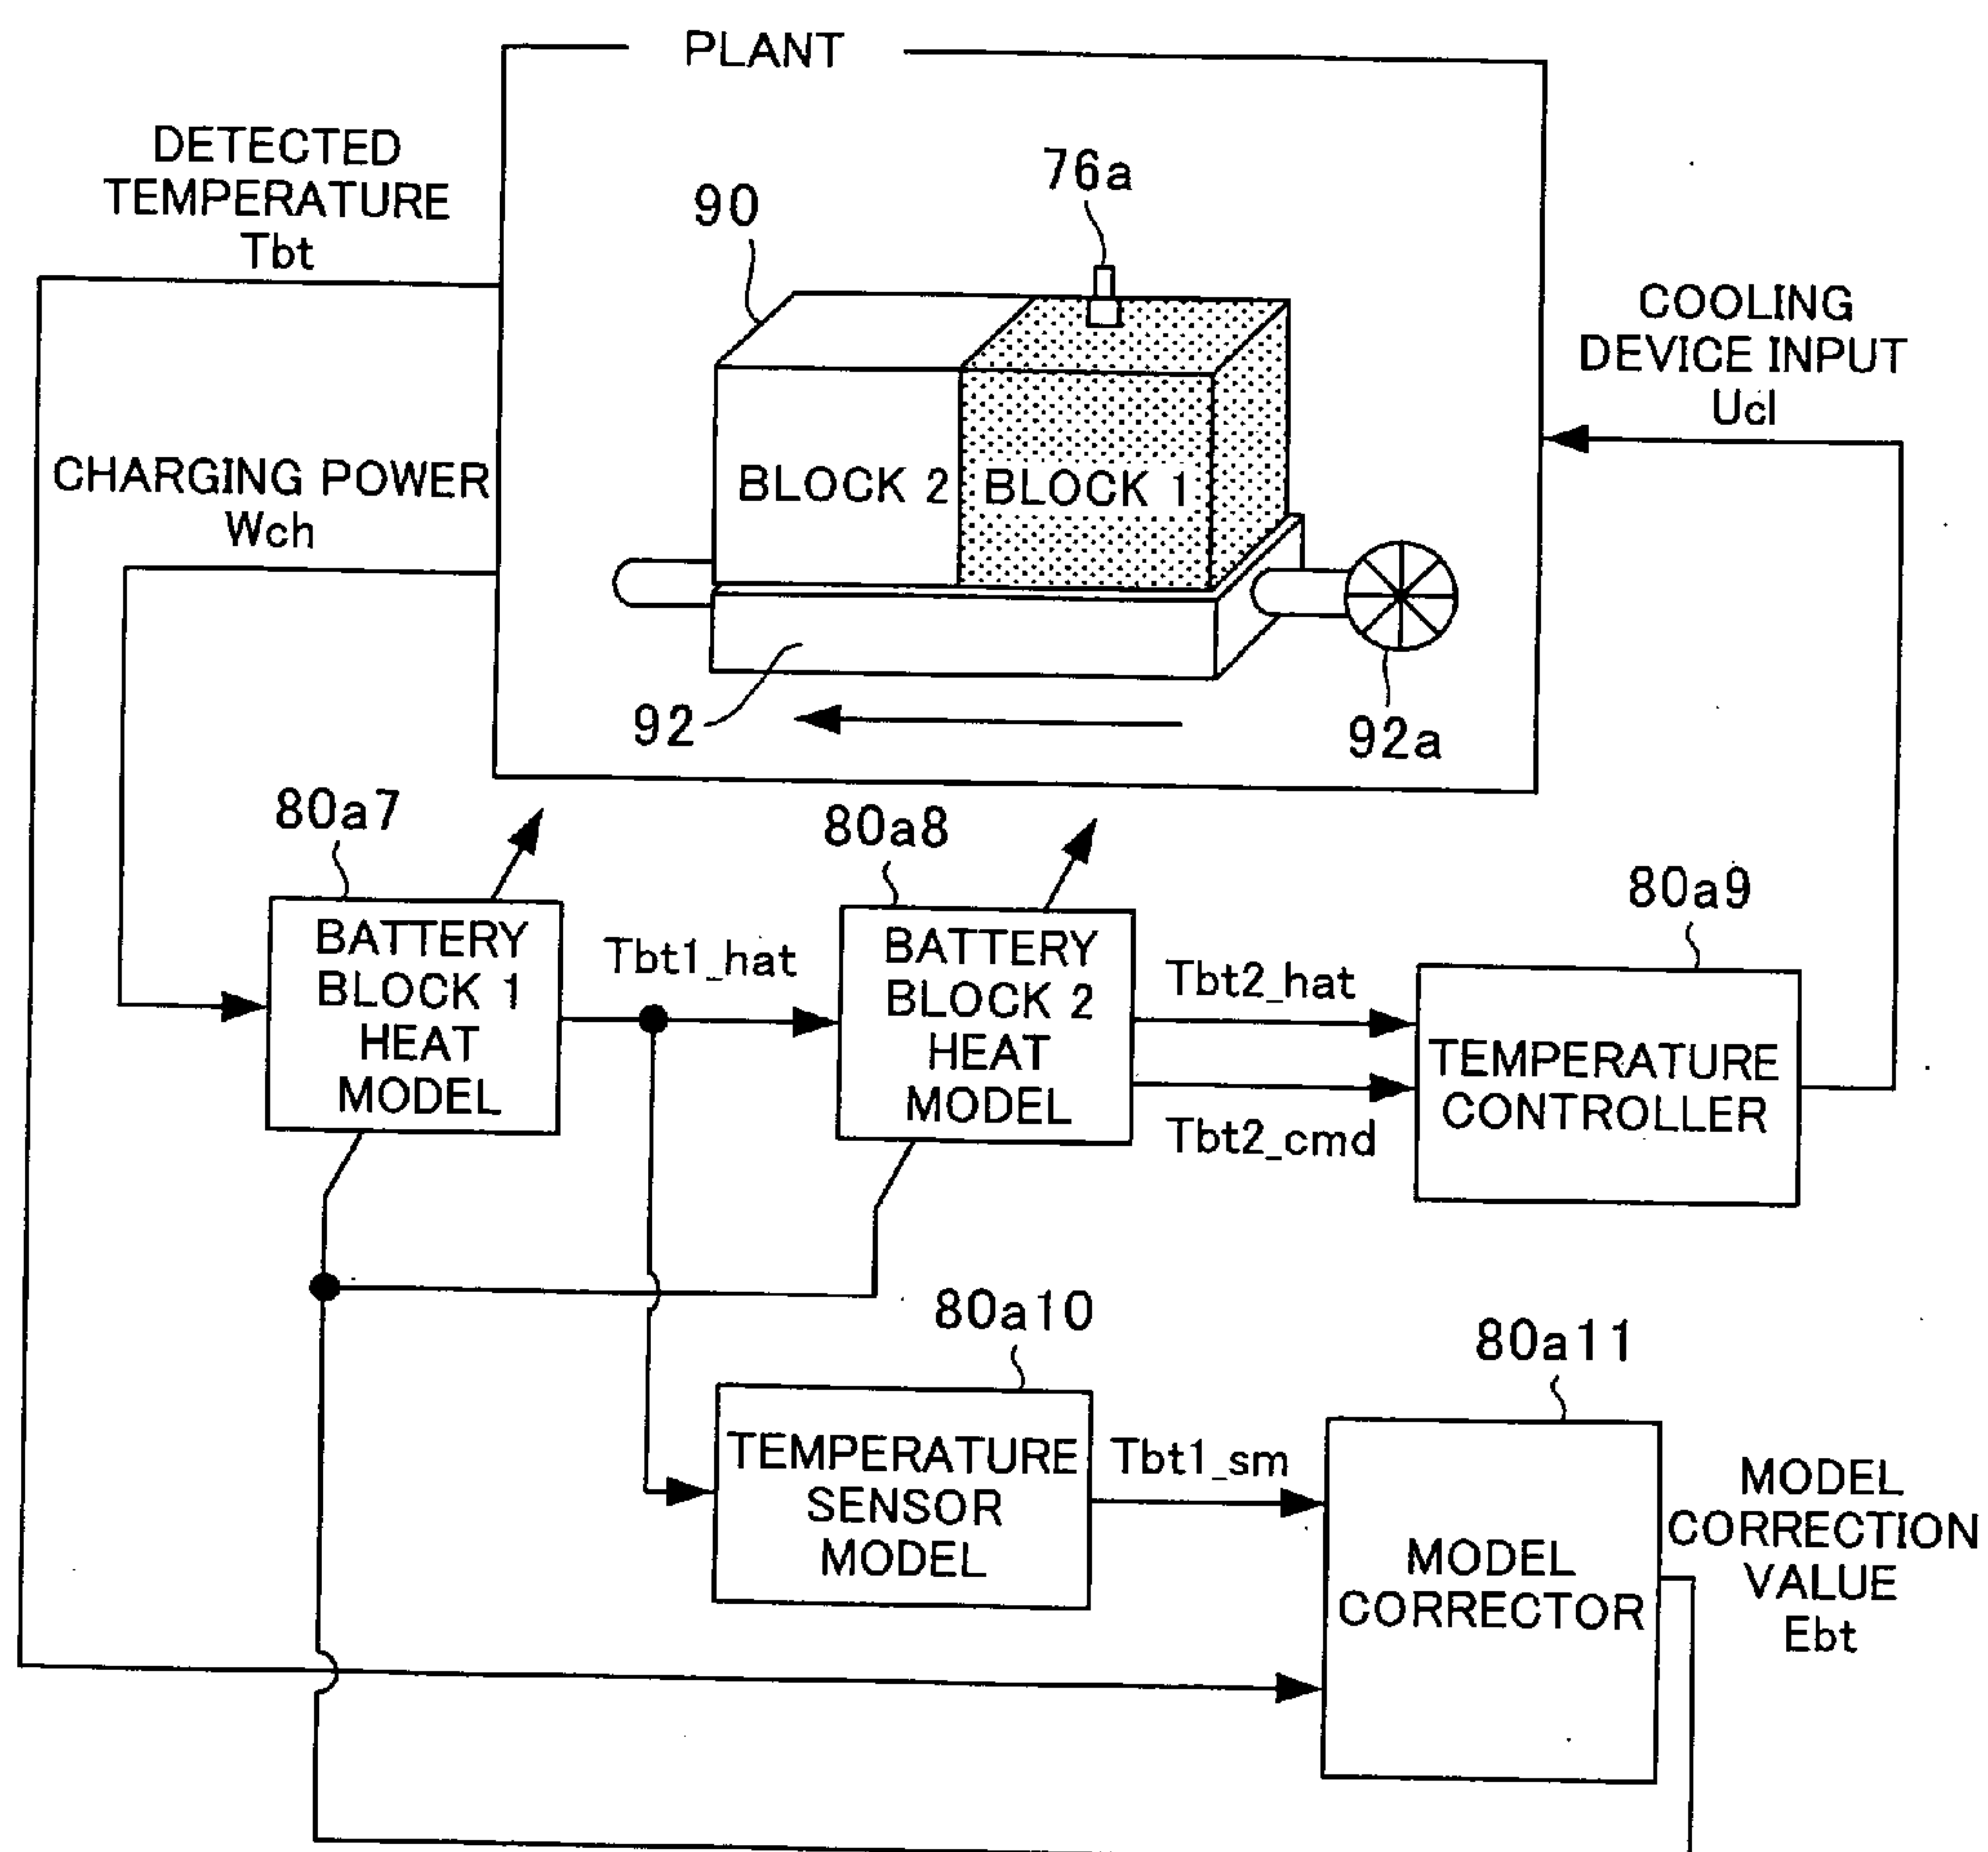 PLANT
DETECTED
TEMPERATURE
Tbt
76a
90
COOLING
DEVICE INPUT
Ucl
CHARGING POWER
Wch
BLOCK 2
BLOCK 1
92
92a
80a7
80a8
80a9
BATTERY
BLOCK 1
HEAT
MODEL
Tbt1_hat
BATTERY
BLOCK 2
HEAT
MODEL
Tbt2_hat
Tbt2_cmd
TEMPERATURE
CONTROLLER
80a10
80a11
TEMPERATURE
SENSOR
MODEL
Tbt1_sm
MODEL
CORRECTOR
MODEL
CORRECTION
VALUE
Ebt